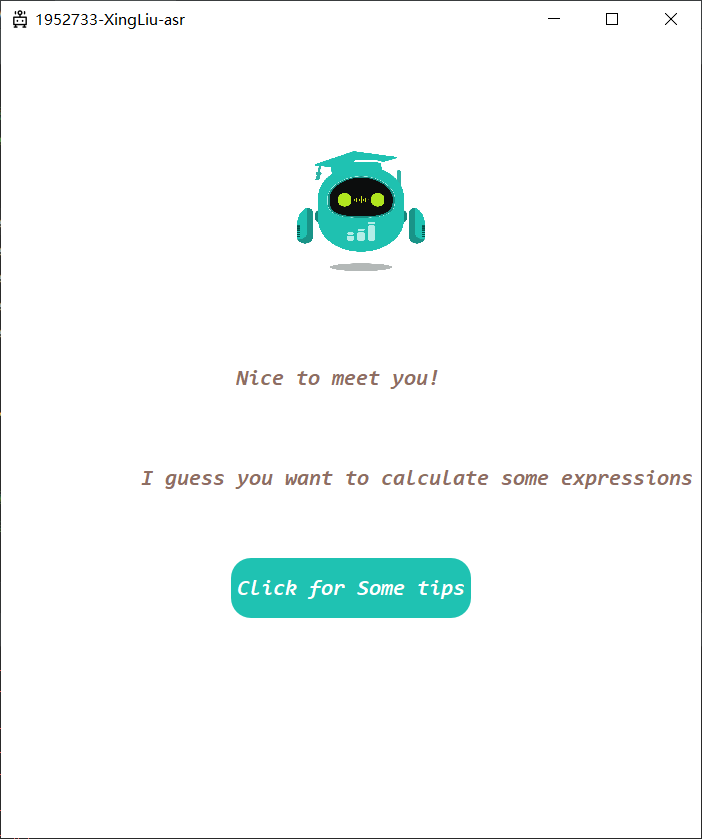 1952733-XingLiu-asr
Nice to meet you!
I guess you want to calculate some expressions
Click for Some tips